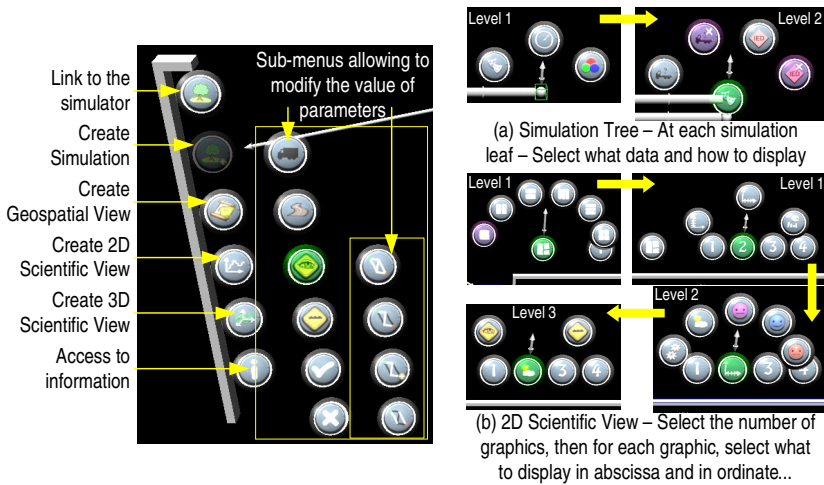 Link to the
simulator
Create
Simulation
Create
Geospatial View
Create 2D
Scientific View
Create 3D
Scientific View
Access to
information
Sub-menus allowing to
modify the value of
parameters
Level 1
Level 2
IED
IED
(a) Simulation Tree – At each simulation
leaf – Select what data and how to display
Level 1
Level 1
1 2 3 4
Level 2
1 3 4
Level 3
1 3 4
(b) 2D Scientific View – Select the number of
graphics, then for each graphic, select what
to display in abscissa and in ordinate...